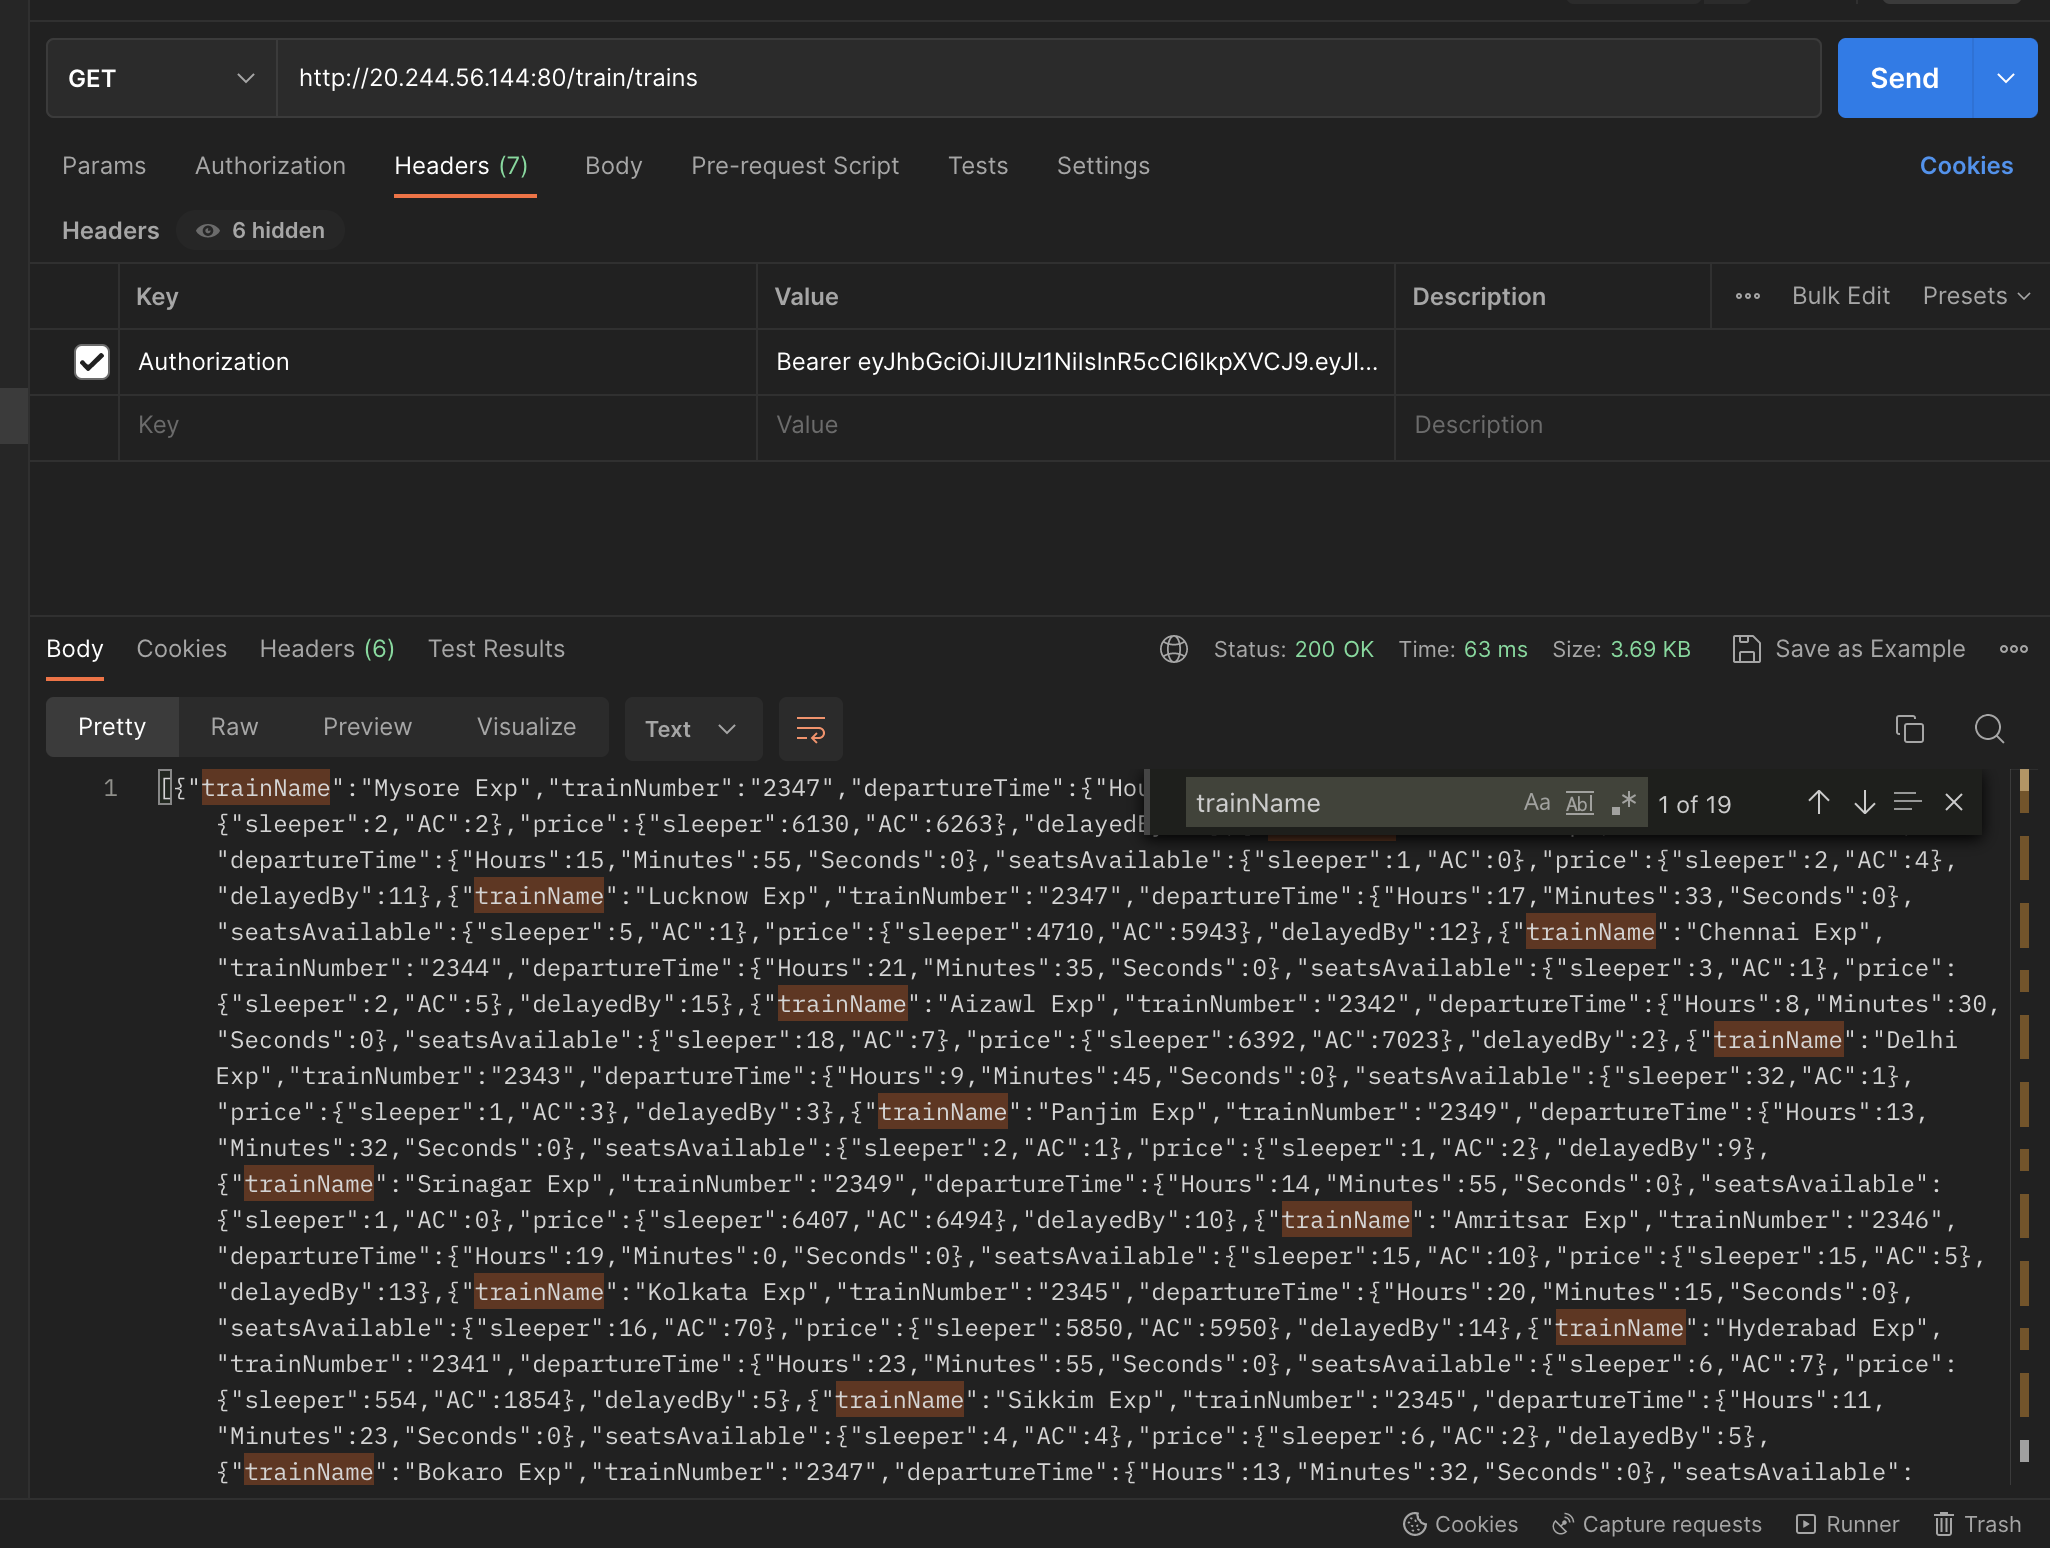 GET http://20.244.56.144:80/train/trains Send
Params Authorization Headers (7) Body Pre-request Script Tests Settings Cookies
Headers 6 hidden
Key Value Description Bulk Edit Presets
Authorization Bearer eyJhbGciOiJIUzI1NiIsInR5cCI6IkpXVCJ9.eyJl...
Key Value Description
Body Cookies Headers (6) Test Results Status: 200 OK Time: 63 ms Size: 3.69 KB Save as Example
Pretty Raw Preview Visualize Text
trainName Aa Abl .* 1 of 19
1 [{"trainName":"Mysore Exp","trainNumber":"2347","departureTime":{"Hou
{"sleeper":2,"AC":2},"price":{"sleeper":6130,"AC":6263},"delayedB
"departureTime":{"Hours":15,"Minutes":55,"Seconds":0},"seatsAvailable":{"sleeper":1,"AC":0},"price":{"sleeper":2,"AC":4},
"delayedBy":11},{"trainName":"Lucknow Exp","trainNumber":"2347","departureTime":{"Hours":17,"Minutes":33,"Seconds":0},
"seatsAvailable":{"sleeper":5,"AC":1},"price":{"sleeper":4710,"AC":5943},"delayedBy":12},{"trainName":"Chennai Exp",
"trainNumber":"2344","departureTime":{"Hours":21,"Minutes":35,"Seconds":0},"seatsAvailable":{"sleeper":3,"AC":1},"price":
{"sleeper":2,"AC":5},"delayedBy":15},{"trainName":"Aizawl Exp","trainNumber":"2342","departureTime":{"Hours":8,"Minutes":30,
"Seconds":0},"seatsAvailable":{"sleeper":18,"AC":7},"price":{"sleeper":6392,"AC":7023},"delayedBy":2},{"trainName":"Delhi
Exp","trainNumber":"2343","departureTime":{"Hours":9,"Minutes":45,"Seconds":0},"seatsAvailable":{"sleeper":32,"AC":1},
"price":{"sleeper":1,"AC":3},"delayedBy":3},{"trainName":"Panjim Exp","trainNumber":"2349","departureTime":{"Hours":13,
"Minutes":32,"Seconds":0},"seatsAvailable":{"sleeper":2,"AC":1},"price":{"sleeper":1,"AC":2},"delayedBy":9},
{"trainName":"Srinagar Exp","trainNumber":"2349","departureTime":{"Hours":14,"Minutes":55,"Seconds":0},"seatsAvailable":
{"sleeper":1,"AC":0},"price":{"sleeper":6407,"AC":6494},"delayedBy":10},{"trainName":"Amritsar Exp","trainNumber":"2346",
"departureTime":{"Hours":19,"Minutes":0,"Seconds":0},"seatsAvailable":{"sleeper":15,"AC":10},"price":{"sleeper":15,"AC":5},
"delayedBy":13},{"trainName":"Kolkata Exp","trainNumber":"2345","departureTime":{"Hours":20,"Minutes":15,"Seconds":0},
"seatsAvailable":{"sleeper":16,"AC":70},"price":{"sleeper":5850,"AC":5950},"delayedBy":14},{"trainName":"Hyderabad Exp",
"trainNumber":"2341","departureTime":{"Hours":23,"Minutes":55,"Seconds":0},"seatsAvailable":{"sleeper":6,"AC":7},"price":
{"sleeper":554,"AC":1854},"delayedBy":5},{"trainName":"Sikkim Exp","trainNumber":"2345","departureTime":{"Hours":11,
"Minutes":23,"Seconds":0},"seatsAvailable":{"sleeper":4,"AC":4},"price":{"sleeper":6,"AC":2},"delayedBy":5},
{"trainName":"Bokaro Exp","trainNumber":"2347","departureTime":{"Hours":13,"Minutes":32,"Seconds":0},"seatsAvailable":
Cookies Capture requests Runner Trash